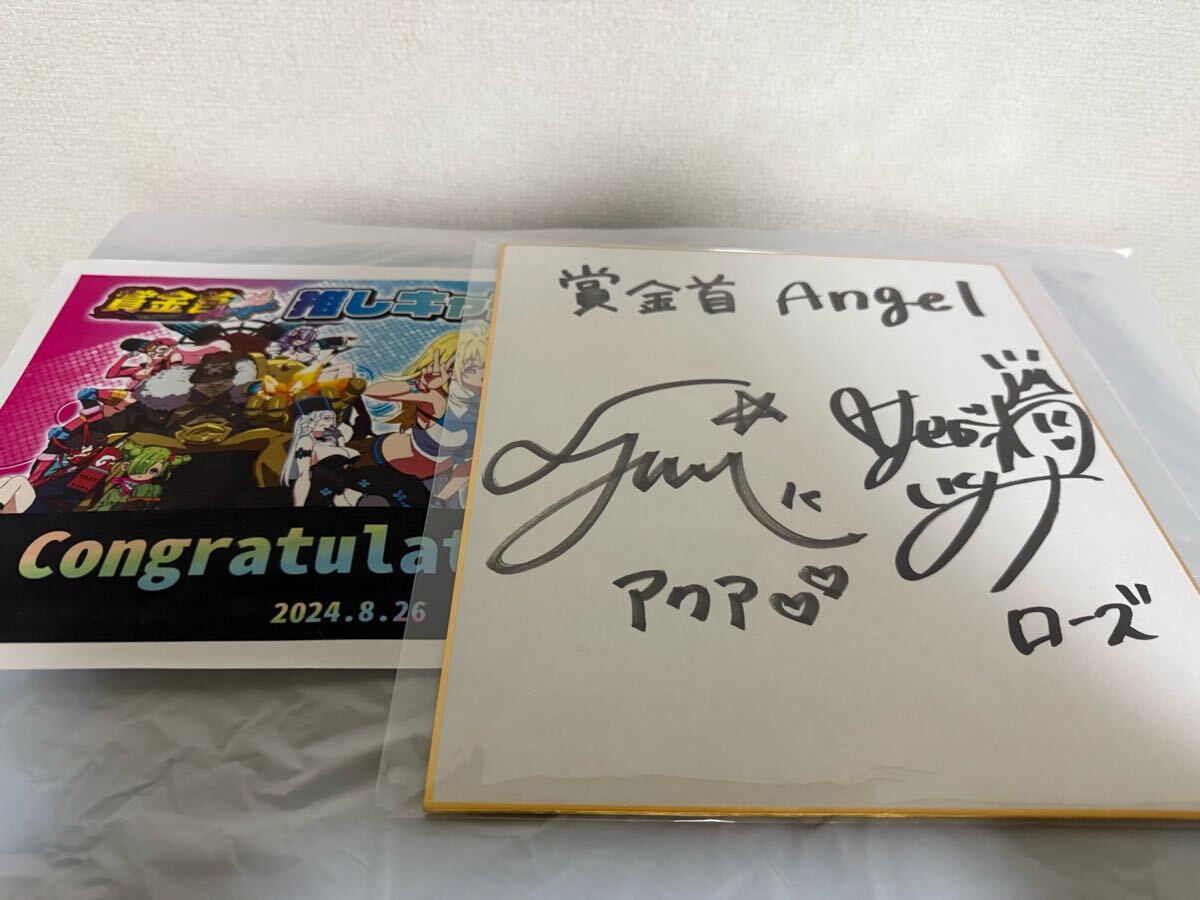 賞金首
推しキャ
Congratulat
2024.8.26
賞金首 Angel
アクア
ローズ